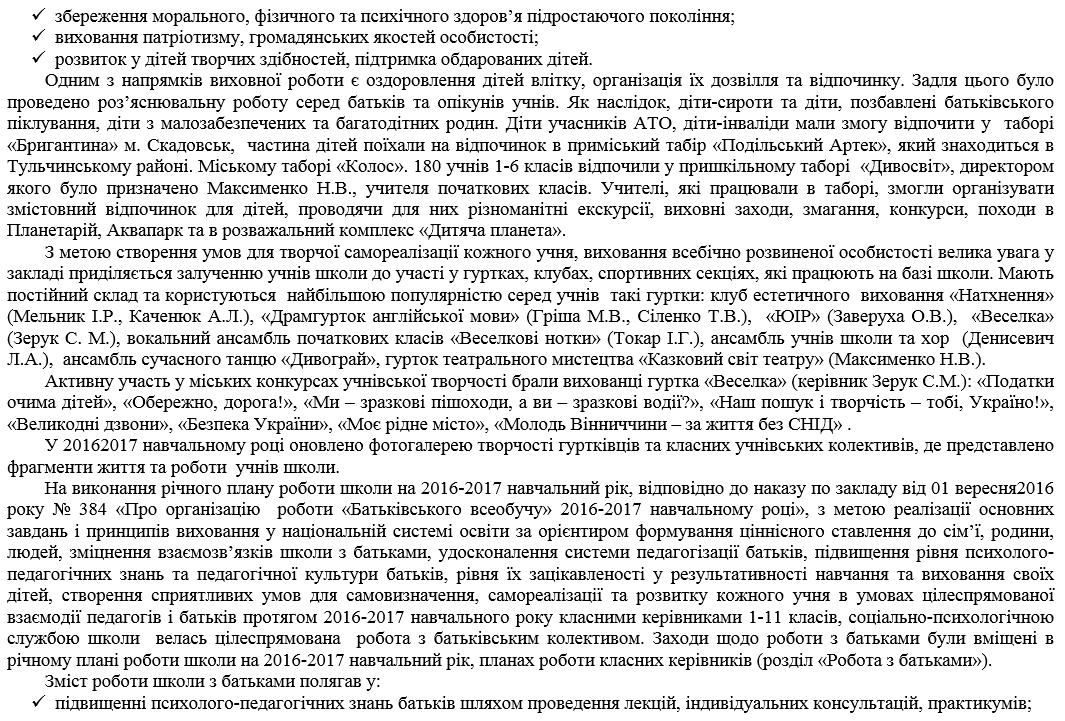 ✓ збереження морального, фізичного та психічного здоров’я підростаючого покоління;
✓ виховання патріотизму, громадянських якостей особистості;
✓ розвиток у дітей творчих здібностей, підтримка обдарованих дітей.
Одним з напрямків виховної роботи є оздоровлення дітей влітку, організація їх дозвілля та відпочинку. Задля цього було
проведено роз’яснювальну роботу серед батьків та опікунів учнів. Як наслідок, діти-сироти та діти, позбавлені батьківського
піклування, діти з малозабезпечених та багатодітних родин. Діти учасників АТО, діти-інваліди мали змогу відпочити у таборі
«Бригантина» м. Скадовськ, частина дітей поїхали на відпочинок в приміський табір «Подільський Артек», який знаходиться в
Тульчинському районі. Міському таборі «Колос». 180 учнів 1-6 класів відпочили у пришкільному таборі «Дивосвіт», директором
якого було призначено Максименко Н.В., учителя початкових класів. Учителі, які працювали в таборі, змогли організувати
змістовний відпочинок для дітей, проводячи для них різноманітні екскурсії, виховні заходи, змагання, конкурси, походи в
Планетарій, Аквапарк та в розважальний комплекс «Дитяча планета».
З метою створення умов для творчої самореалізації кожного учня, виховання всебічно розвиненої особистості велика увага у
закладі приділяється залученню учнів школи до участі у гуртках, клубах, спортивних секціях, які працюють на базі школи. Мають
постійний склад та користуються найбільшою популярністю серед учнів такі гуртки: клуб естетичного виховання «Натхнення»
(Мельник І.Р., Каченюк А.Л.), «Драмгурток англійської мови» (Гріша М.В., Сіленко Т.В.), «ЮІР» (Заверуха О.В.), «Веселка»
(Зерук С. М.), вокальний ансамбль початкових класів «Веселкові нотки» (Токар І.Г.), ансамбль учнів школи та хор (Денисевич
Л.А.), ансамбль сучасного танцю «Дивограй», гурток театрального мистецтва «Казковий світ театру» (Максименко Н.В.).
Активну участь у міських конкурсах учнівської творчості брали вихованці гуртка «Веселка» (керівник Зерук С.М.): «Податки
очима дітей», «Обережно, дорога!», «Ми – зразкові пішоходи, а ви – зразкові водії?», «Наш пошук і творчість – тобі, Україно!»,
«Великодні дзвони», «Безпека України», «Моє рідне місто», «Молодь Вінниччини – за життя без СНІД» .
У 20162017 навчальному році оновлено фотогалерею творчості гуртківців та класних учнівських колективів, де представлено
фрагменти життя та роботи учнів школи.
На виконання річного плану роботи школи на 2016-2017 навчальний рік, відповідно до наказу по закладу від 01 вересня2016
року № 384 «Про організацію роботи «Батьківського всеобучу» 2016-2017 навчальному році», з метою реалізації основних
завдань і принципів виховання у національній системі освіти за орієнтиром формування ціннісного ставлення до сім’ї, родини,
людей, зміцнення взаємозв’язків школи з батьками, удосконалення системи педагогізації батьків, підвищення рівня психолого-
педагогічних знань та педагогічної культури батьків, рівня їх зацікавленості у результативності навчання та виховання своїх
дітей, створення сприятливих умов для самовизначення, самореалізації та розвитку кожного учня в умовах цілеспрямованої
взаємодії педагогів і батьків протягом 2016-2017 навчального року класними керівниками 1-11 класів, соціально-психологічною
службою школи велась цілеспрямована робота з батьківським колективом. Заходи щодо роботи з батьками були вміщені в
річному плані роботи школи на 2016-2017 навчальний рік, планах роботи класних керівників (розділ «Робота з батьками»).
Зміст роботи школи з батьками полягав у:
✓ підвищенні психолого-педагогічних знань батьків шляхом проведення лекцій, індивідуальних консультацій, практикумів;